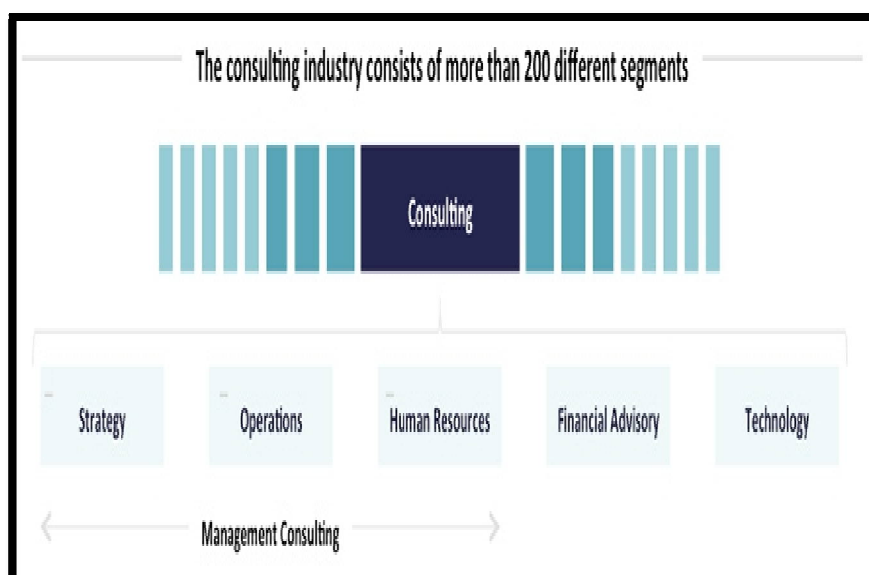 The consulting industry consists of more than 200 different segments
Consulting
Strategy
Operations
Human Resources
Financial Advisory
Technology
Management Consulting